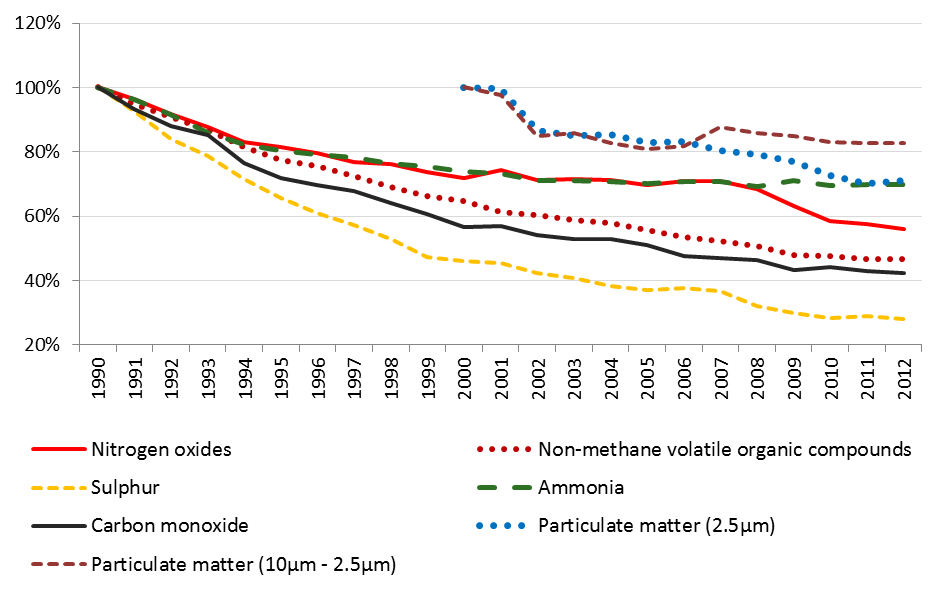 120%
100%
80%
60%
40%
20%
1990 1991 1992 1993 1994 1995 1996 1997 1998 1999 2000 2001 2002 2003 2004 2005 2006 2007 2008 2009 2010 2011 2012
Nitrogen oxides Non-methane volatile organic compounds
Sulphur Ammonia
Carbon monoxide Particulate matter (2.5μm)
Particulate matter (10μm - 2.5μm)